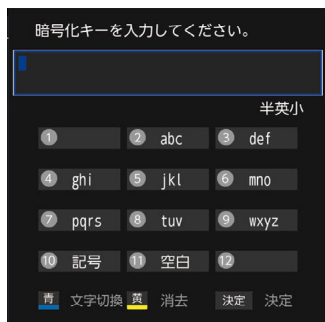 暗号化キーを入力してください。
半英小
1 2 abc 3 def
4 ghi 5 jkl 6 mno
7 pqrs 8 tuv 9 wxyz
10 記号 11 空白 12
青 文字切換 黄 消去 決定 決定